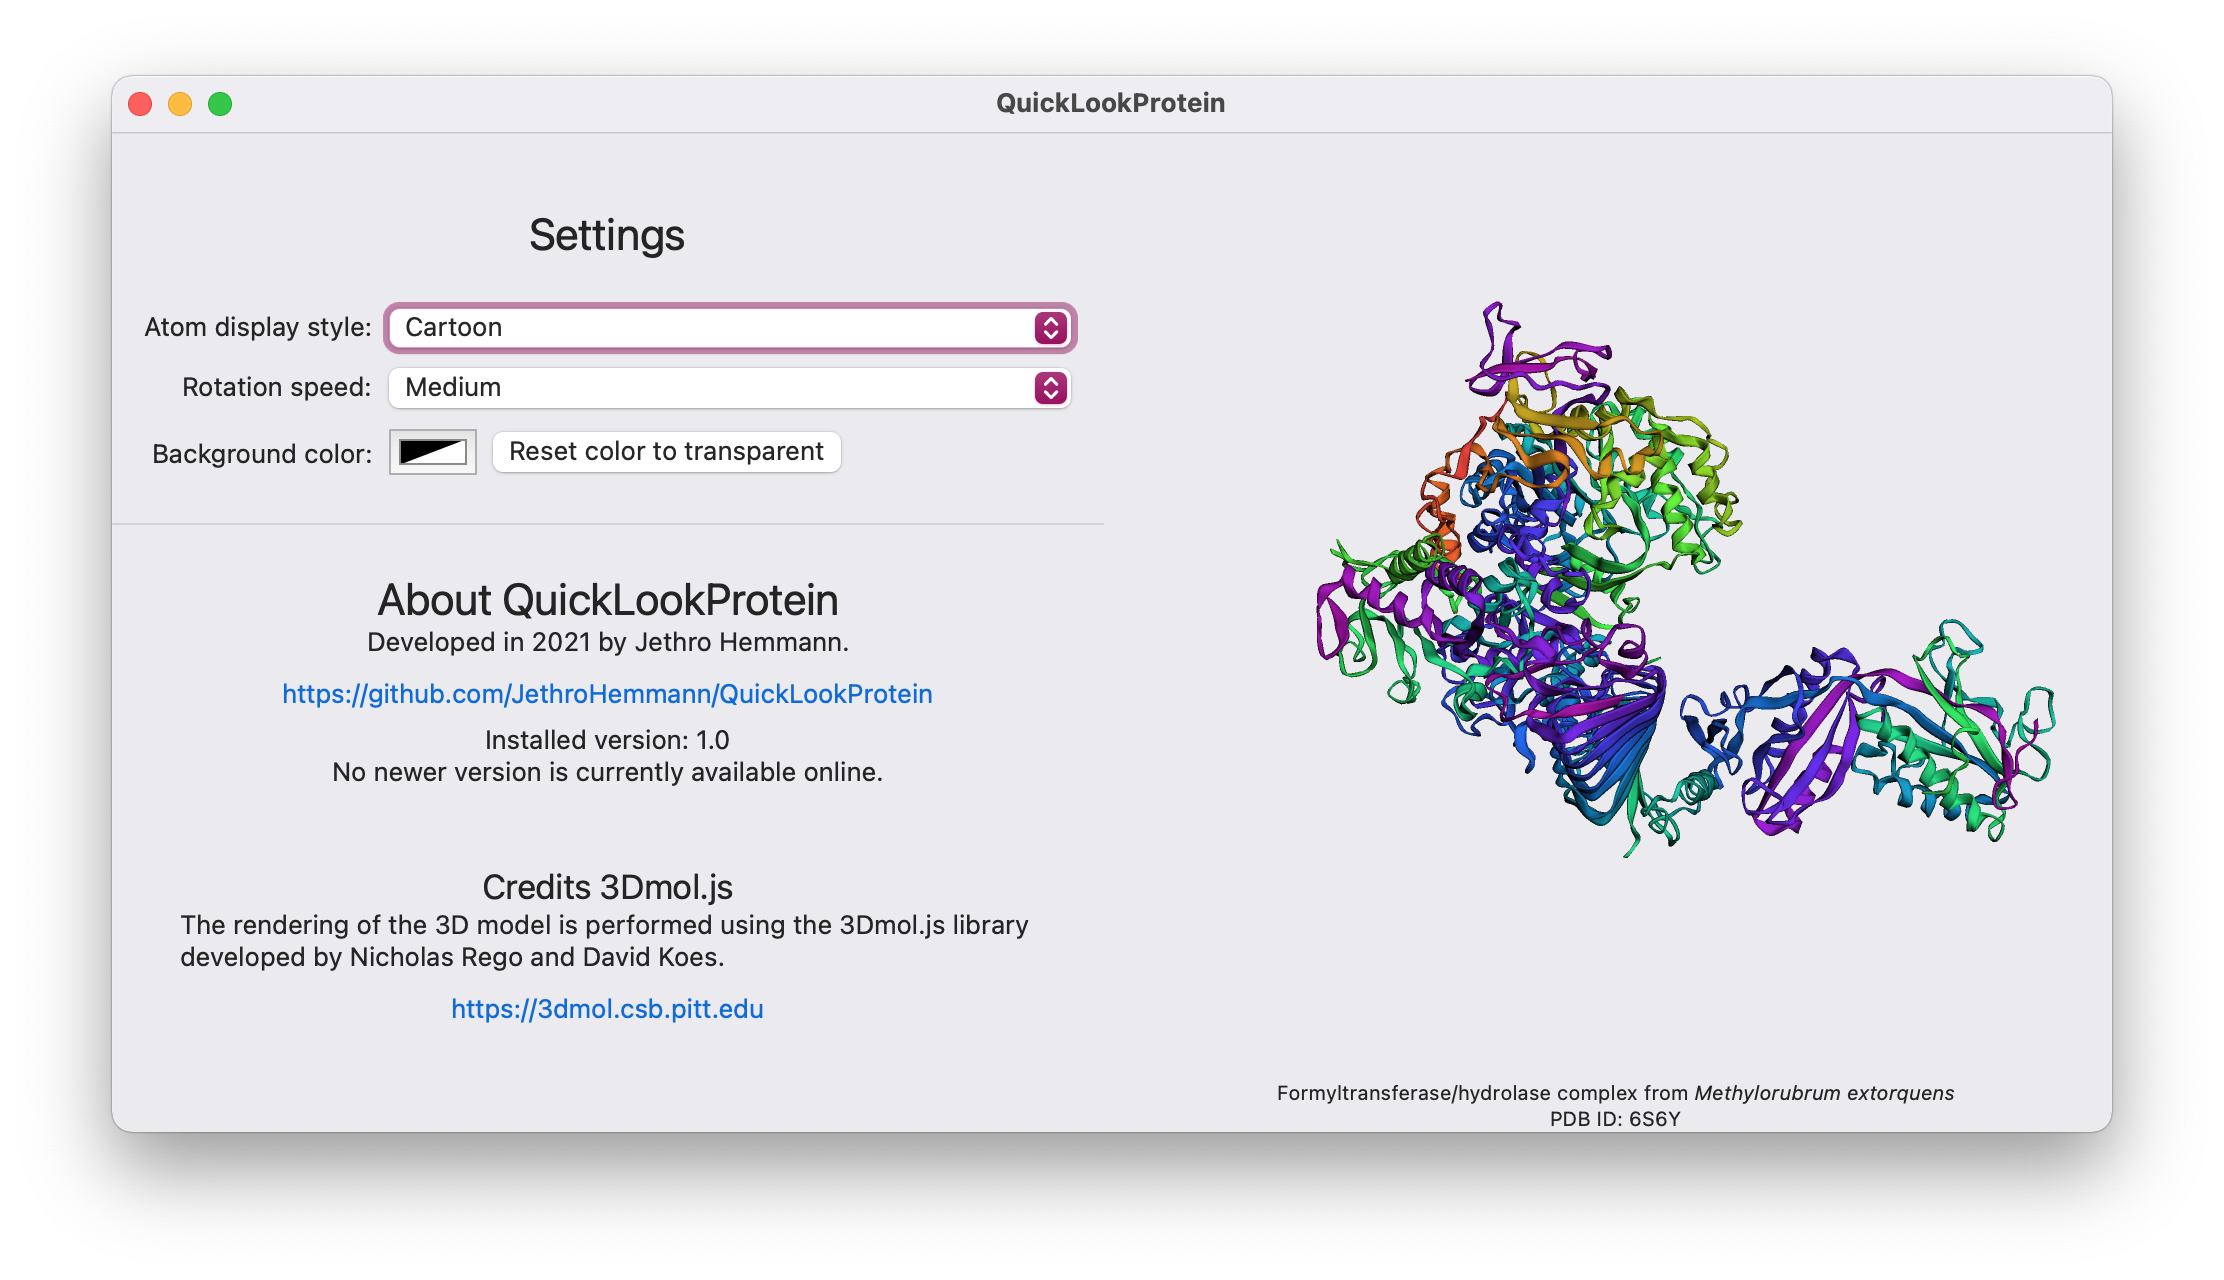 QuickLookProtein
Settings
Atom display style: Cartoon
Rotation speed: Medium
Background color: Reset color to transparent
About QuickLookProtein
Developed in 2021 by Jethro Hemmann.
https://github.com/JethroHemmann/QuickLookProtein
Installed version: 1.0
No newer version is currently available online.
Credits 3Dmol.js
The rendering of the 3D model is performed using the 3Dmol.js library
developed by Nicholas Rego and David Koes.
https://3dmol.csb.pitt.edu
Formyltransferase/hydrolase complex from Methylorubrum extorquens
PDB ID: 6S6Y